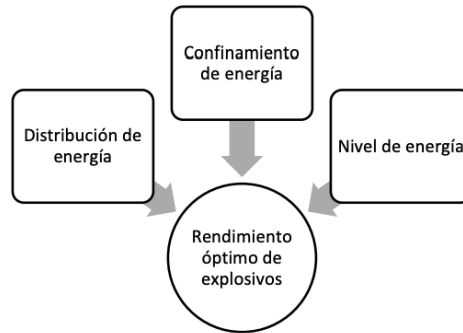 Confinamiento
de energía
Distribución de
energía
Nivel de energía
Rendimiento
óptimo de
explosivos